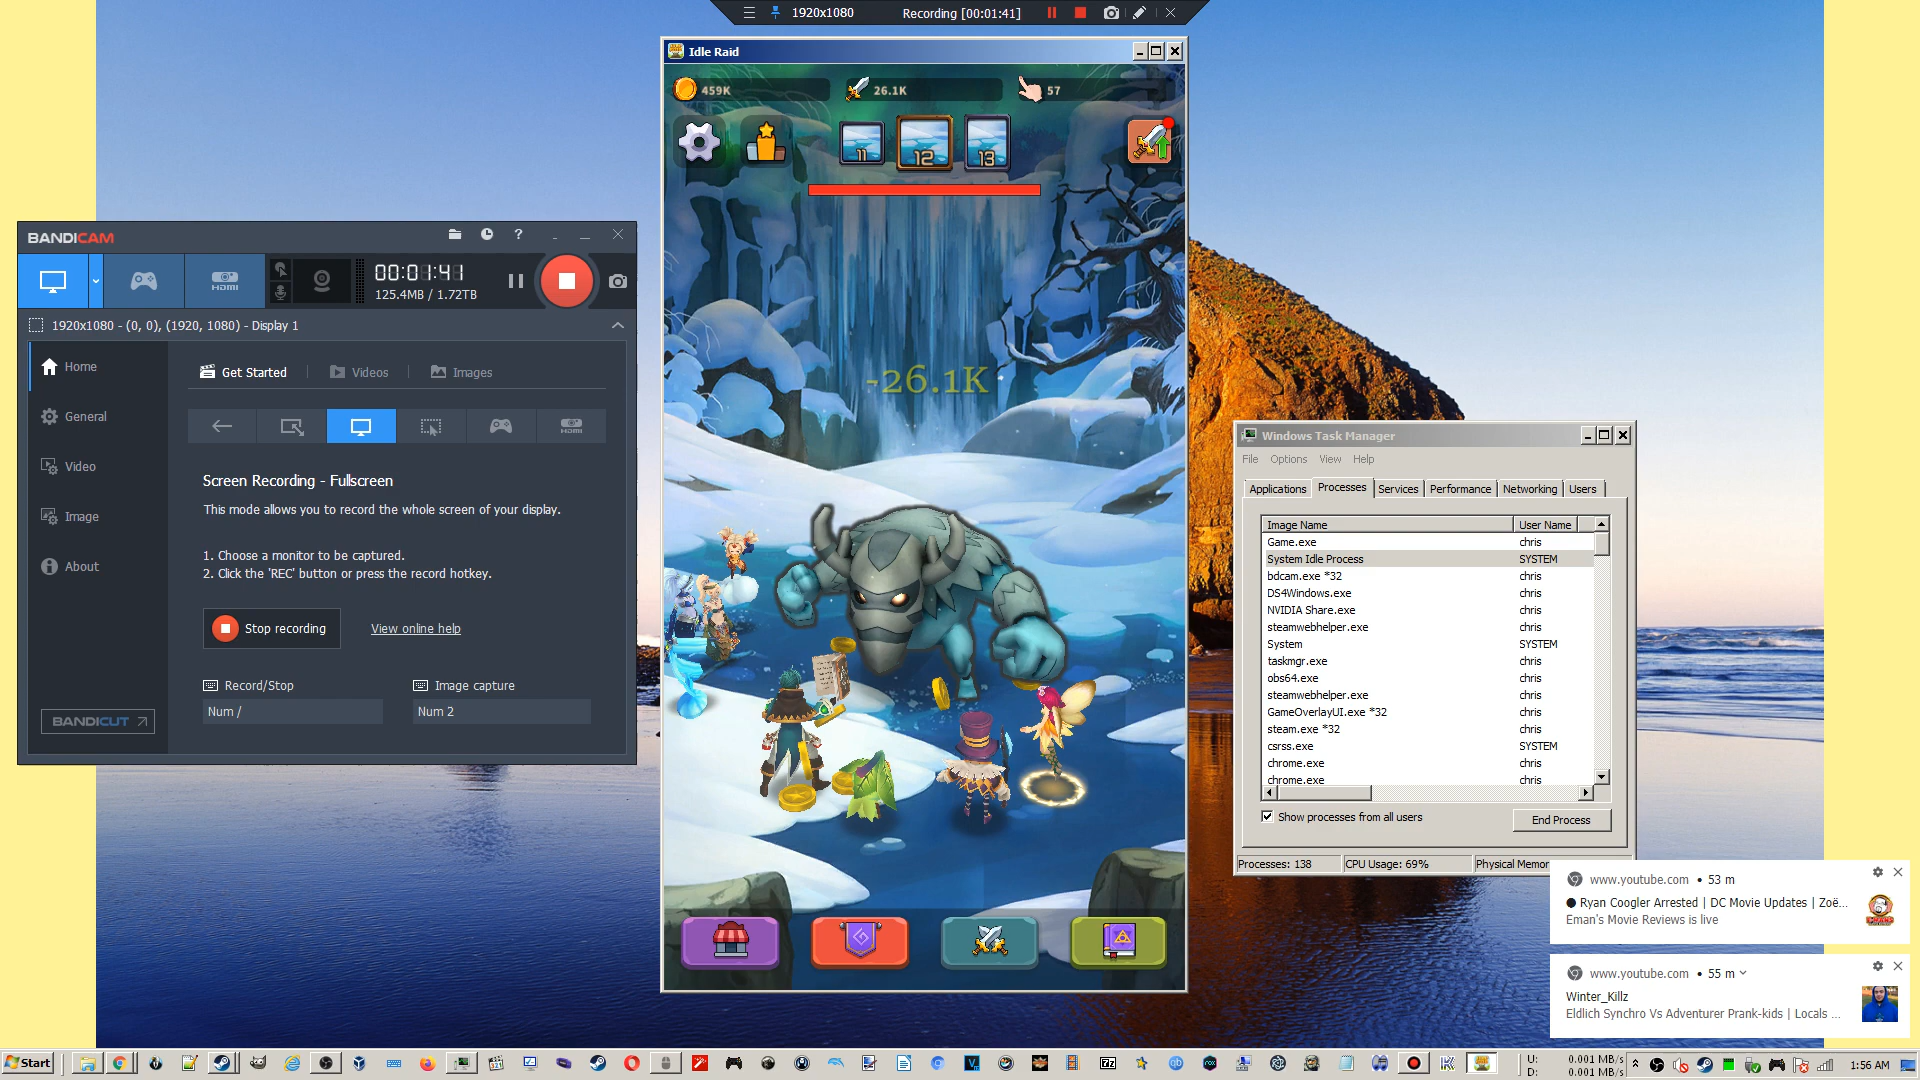 1920x1080
Recording [00:01:41]
Idle Raid
459K
26.1K
57
11
12
13
-26.1K
BANDICAM
?
HDMI
00:01:41
125.4MB / 1.72TB
1920x1080 - (0, 0), (1920, 1080) - Display 1
Home
General
Video
Image
About
Get Started
Videos
Images
HDMI
Screen Recording - Fullscreen
This mode allows you to record the whole screen of your display.
1. Choose a monitor to be captured.
2. Click the 'REC' button or press the record hotkey.
Stop recording
View online help
Record/Stop
Image capture
Num /
Num 2
BANDICUT
Windows Task Manager
File Options View Help
Applications Processes Services Performance Networking Users
Image Name User Name
Game.exe chris
System Idle Process SYSTEM
bdcam.exe *32 chris
DS4Windows.exe chris
NVIDIA Share.exe chris
steamwebhelper.exe chris
System SYSTEM
taskmgr.exe chris
obs64.exe chris
steamwebhelper.exe chris
GameOverlayUI.exe *32 chris
steam.exe *32 chris
csrss.exe SYSTEM
chrome.exe chris
chrome.exe chris
Show processes from all users
End Process
Processes: 138 CPU Usage: 69% Physical Memor
www.youtube.com • 53 m
Ryan Coogler Arrested | DC Movie Updates | Zoë...
Eman's Movie Reviews is live
www.youtube.com • 55 m
Winter_Killz
Eldlich Synchro Vs Adventurer Prank-kids | Locals ...
Start
U: 0.001 MB/s
D: 0.001 MB/s
1:56 AM